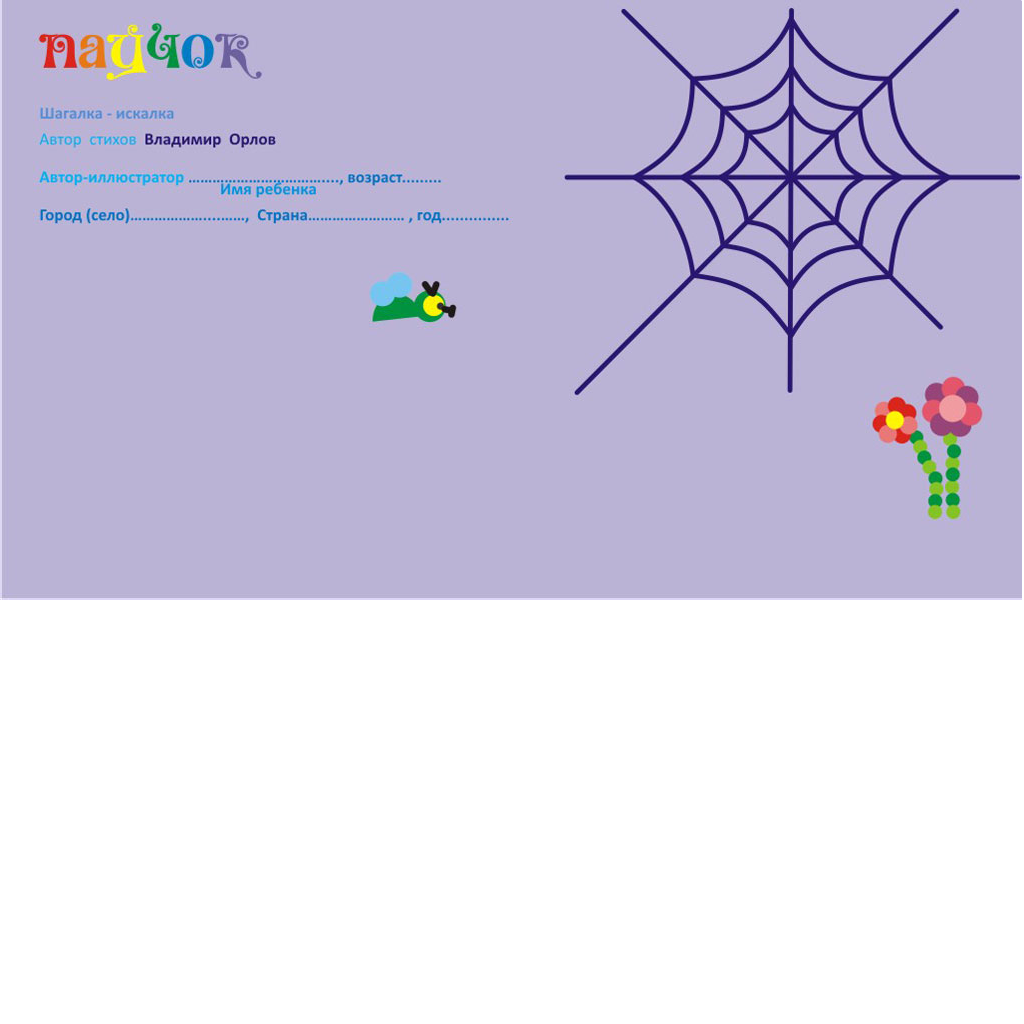 паучок
Шагалка - искалка
Автор стихов Владимир Орлов
Автор-иллюстратор ……………………………….., возраст.........
Имя ребенка
Город (село)………………...………, Страна…………………… , год...............